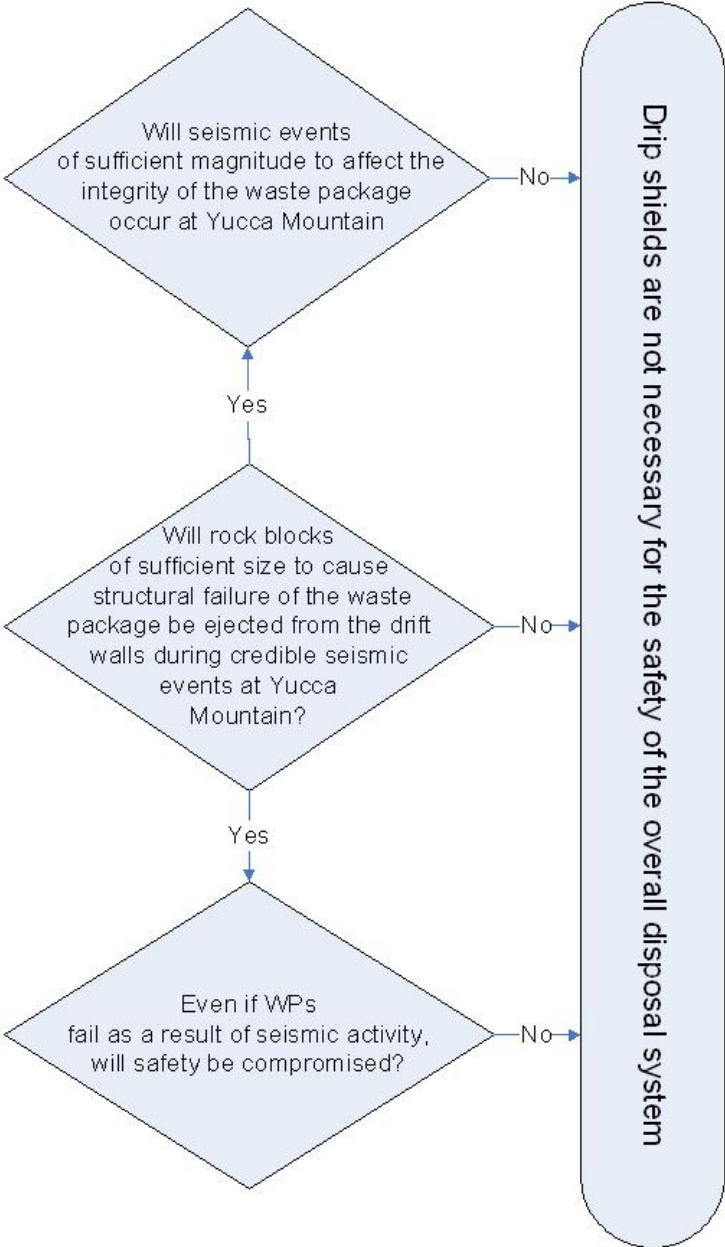 Will seismic events
of sufficient magnitude to affect the
integrity of the waste package
occur at Yucca Mountain
No
Yes
Will rock blocks
of sufficient size to cause
structural failure of the waste
package be ejected from the drift
walls during credible seismic
events at Yucca
Mountain?
No
Yes
Even if WPs
fail as a result of seismic activity,
will safety be compromised?
No
Drip shields are not necessary for the safety of the overall disposal system